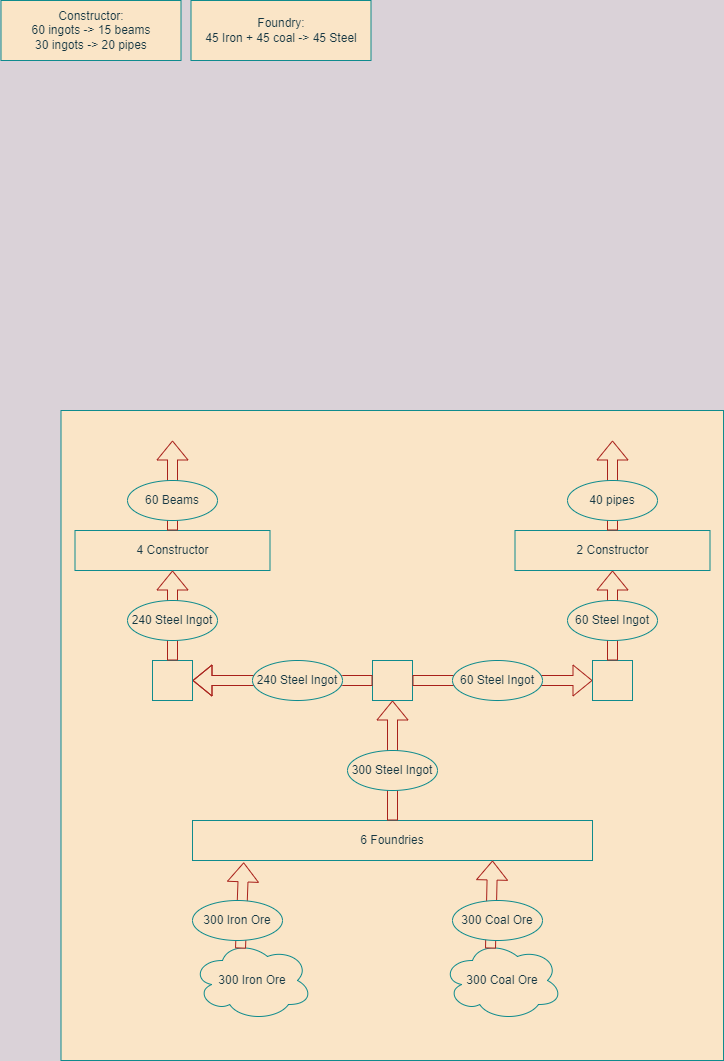 Constructor:
60 ingots -> 15 beams
30 ingots -> 20 pipes
Foundry:
45 Iron + 45 coal -> 45 Steel
60 Beams
40 pipes
4 Constructor
2 Constructor
240 Steel Ingot
60 Steel Ingot
240 Steel Ingot
60 Steel Ingot
300 Steel Ingot
6 Foundries
300 Iron Ore
300 Coal Ore
300 Iron Ore
300 Coal Ore